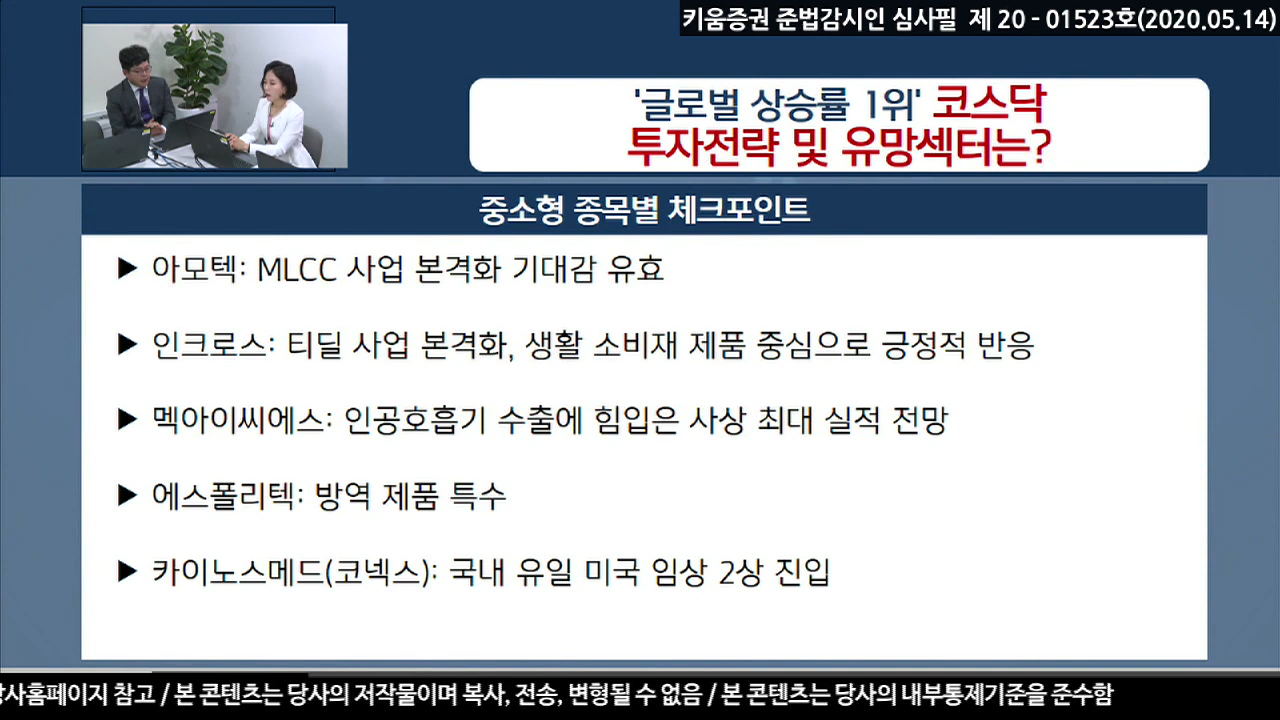 키움증권 준법감시인 심사필 제 20 - 01523호(2020.05.14)
'글로벌 상승률 1위' 코스닥
투자전략 및 유망섹터는?
중소형 종목별 체크포인트
▶ 아모텍: MLCC 사업 본격화 기대감 유효
▶ 인크로스: 티딜 사업 본격화, 생활 소비재 제품 중심으로 긍정적 반응
▶ 멕아이씨에스: 인공호흡기 수출에 힘입은 사상 최대 실적 전망
▶ 에스폴리텍: 방역 제품 특수
▶ 카이노스메드(코넥스): 국내 유일 미국 임상 2상 진입
당사홈페이지 참고 / 본 콘텐츠는 당사의 저작물이며 복사, 전송, 변형될 수 없음 / 본 콘텐츠는 당사의 내부통제기준을 준수함